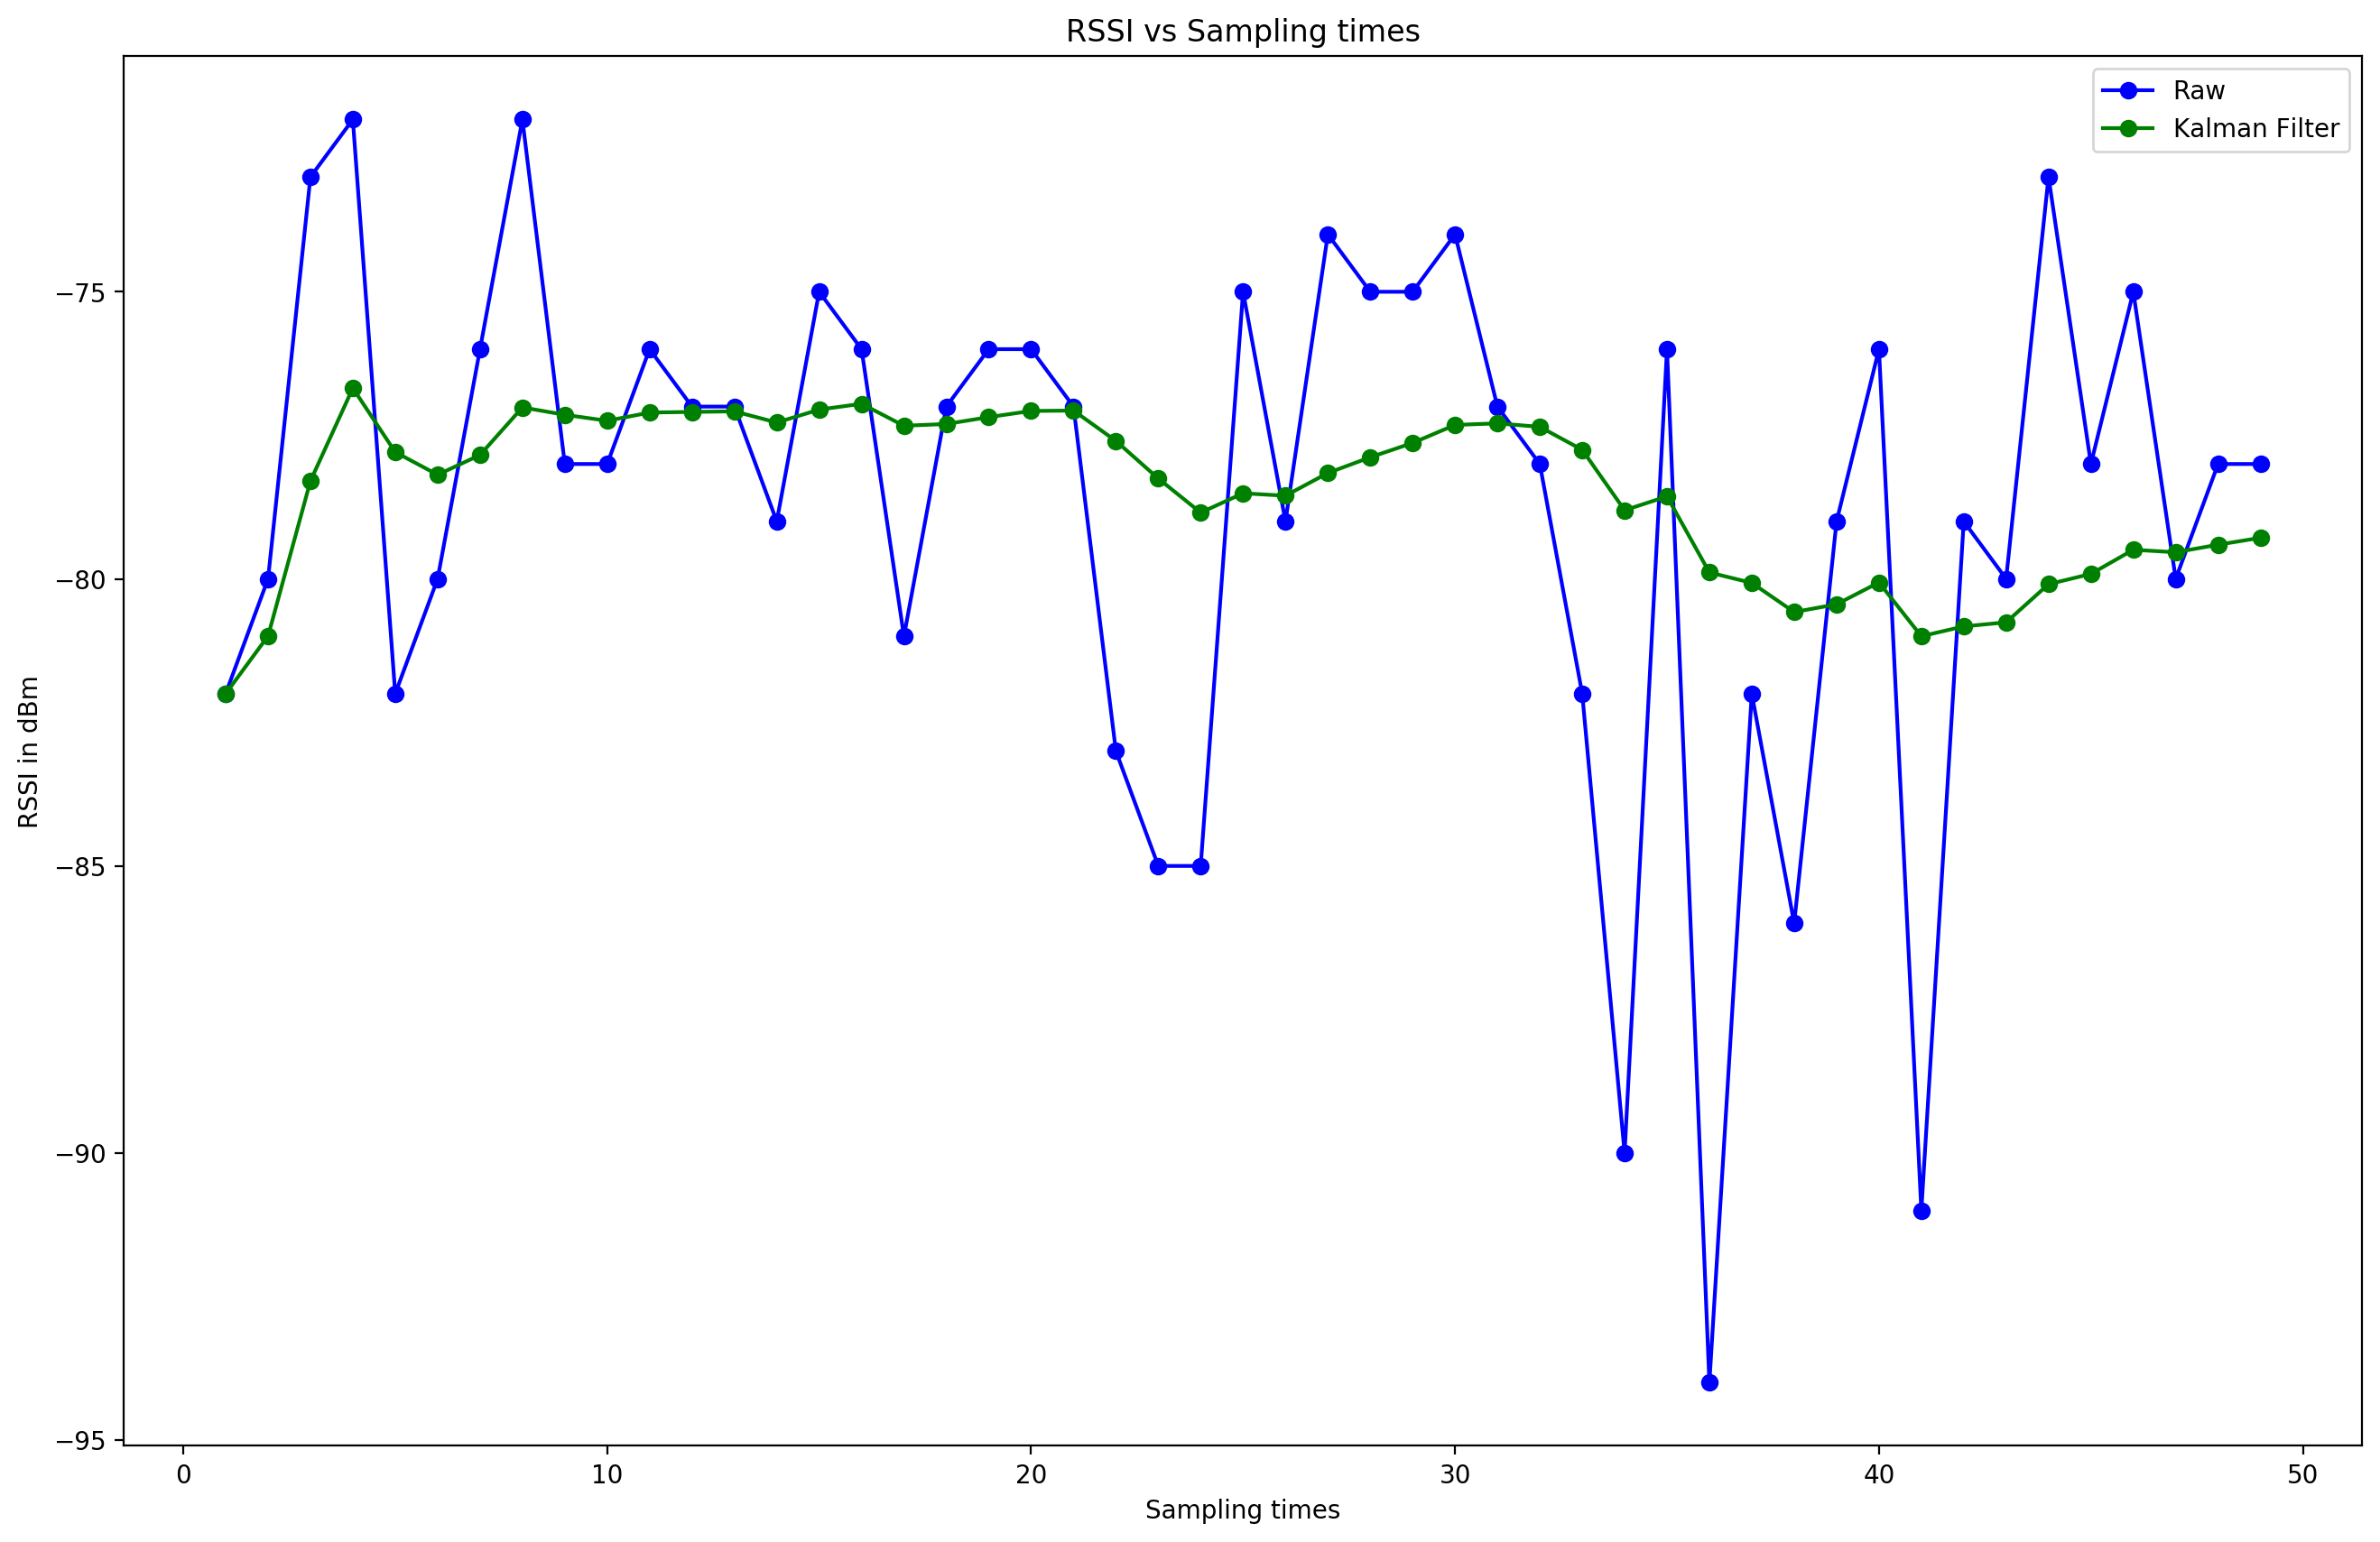 RSSI vs Sampling times
Raw
Kalman Filter
−75
−80
−85
−90
−95
RSSI in dBm
0 10 20 30 40 50
Sampling times